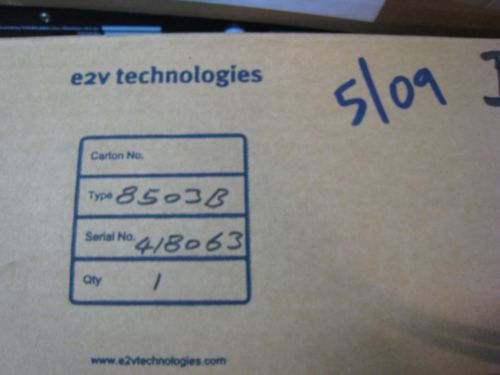 e2v technologies
5/09
Carton No.
Type 8503B
Serial No. 418063
Qty 1
www.e2vtechnologies.com